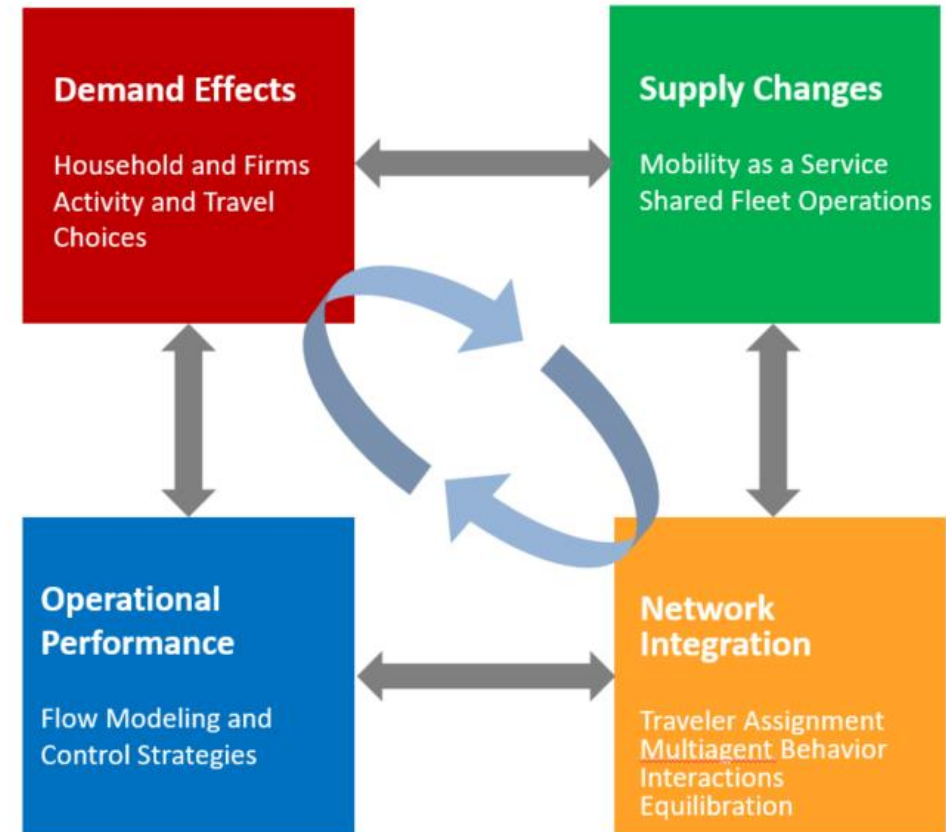 Demand Effects
Household and Firms
Activity and Travel
Choices
Supply Changes
Mobility as a Service
Shared Fleet Operations
Operational
Performance
Flow Modeling and
Control Strategies
Network
Integration
Traveler Assignment
Multiagent Behavior
Interactions
Equilibration